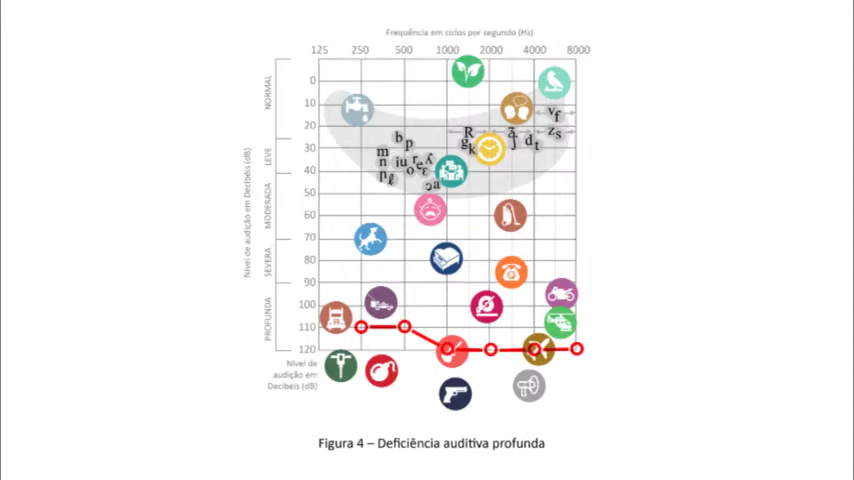 Frequência em ciclos por segundo (Hz)
125 250 500 1000 2000 4000 8000
Nível de audição em Decibéis (dB)
NORMAL
LEVE
MODERADA
SEVERA
PROFUNDA
0
10
20
30
40
50
60
70
80
90
100
110
120
v f
z s
R
b
p
g k
d t
m
n
i u
r
e
o
ɛ
ʎ
ɔ a
Nível de
audição em
Decibéis (dB)
Figura 4 – Deficiência auditiva profunda